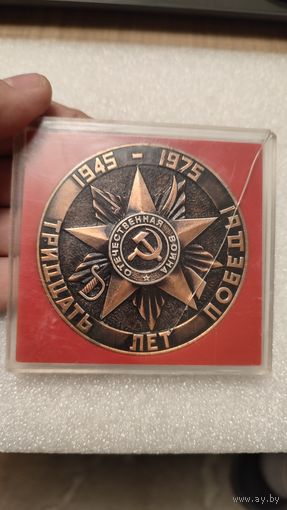 1945 - 1975
ТРИДЦАТЬ ЛЕТ ПОБЕДЫ
ОТЕЧЕСТВЕННАЯ ВОЙНА
www.ay.by